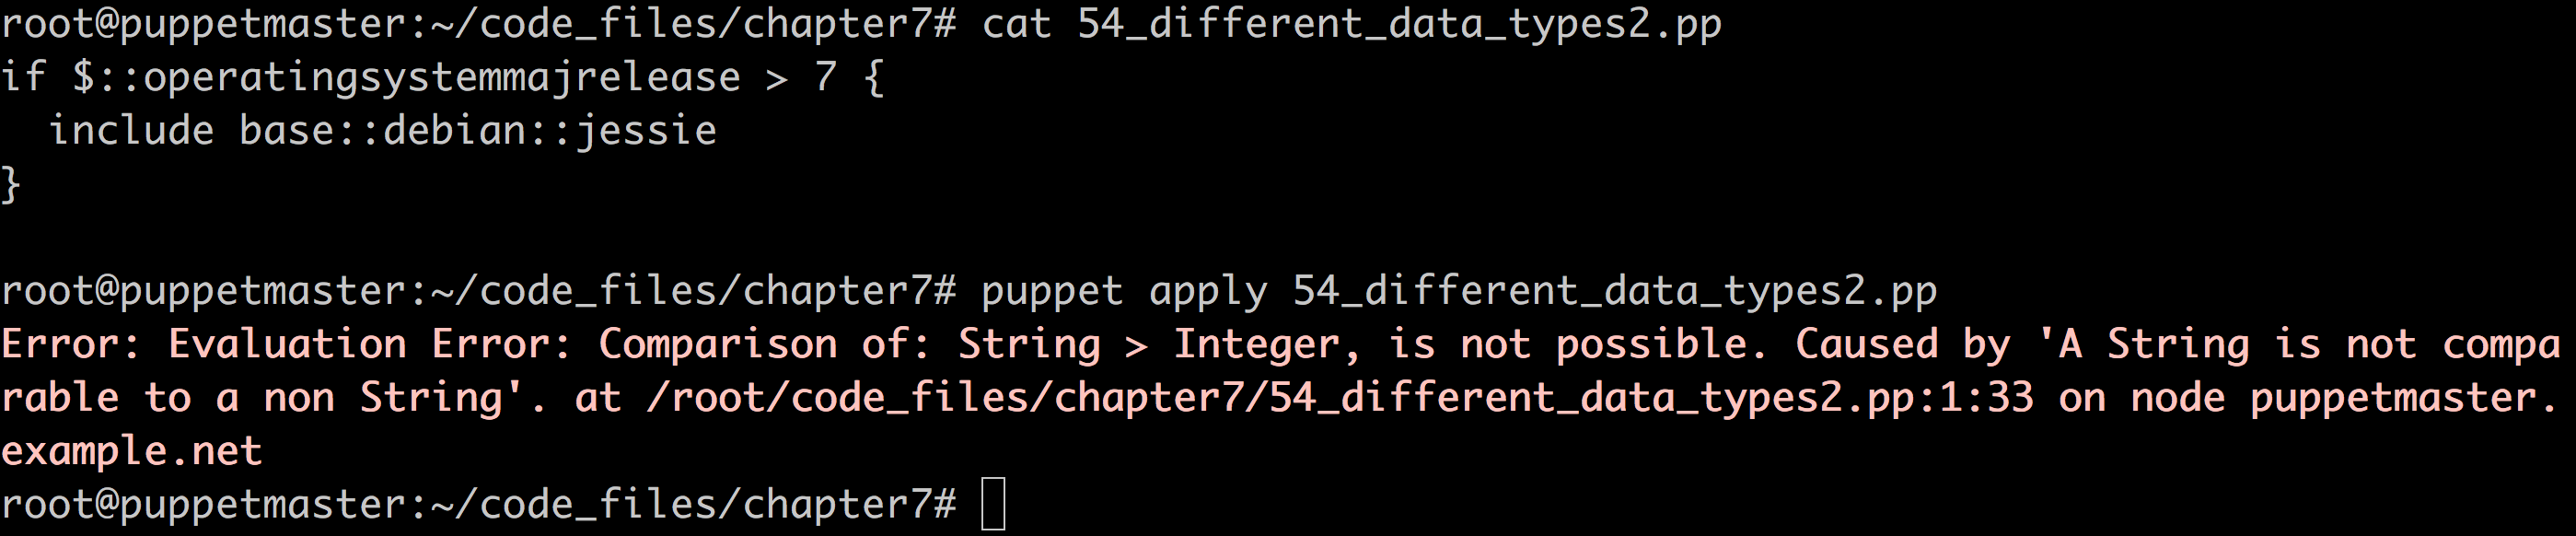 root@puppetmaster:~/code_files/chapter7# cat 54_different_data_types2.pp
if $::operatingsystemmajrelease > 7 {
  include base::debian::jessie
}
root@puppetmaster:~/code_files/chapter7# puppet apply 54_different_data_types2.pp
Error: Evaluation Error: Comparison of: String > Integer, is not possible. Caused by 'A String is not compa
rable to a non String'. at /root/code_files/chapter7/54_different_data_types2.pp:1:33 on node puppetmaster.
example.net
root@puppetmaster:~/code_files/chapter7#